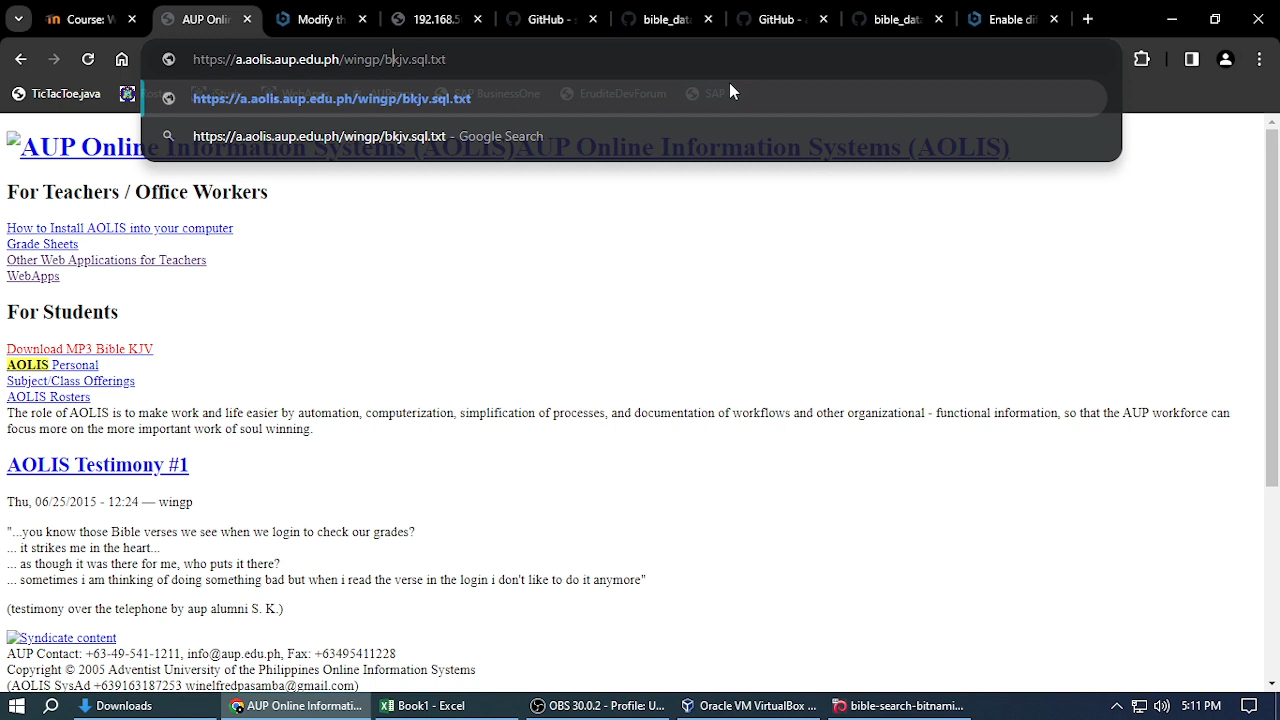 Course: W
AUP Onli
Modify th
192.168.5
GitHub - s
bible_dat
GitHub - a
bible_dat
Enable dif
https://a.aolis.aup.edu.ph/wingp/bkjv.sql.txt
TicTacToe.java
SAP BusinessOne
EruditeDevForum
SAP
https://a.aolis.aup.edu.ph/wingp/bkjv.sql.txt
https://a.aolis.aup.edu.ph/wingp/bkjv.sql.txt - Google Search
AUP Online Information Systems (AOLIS)AUP Online Information Systems (AOLIS)
For Teachers / Office Workers
How to Install AOLIS into your computer
Grade Sheets
Other Web Applications for Teachers
WebApps
For Students
Download MP3 Bible KJV
AOLIS Personal
Subject/Class Offerings
AOLIS Rosters
The role of AOLIS is to make work and life easier by automation, computerization, simplification of processes, and documentation of workflows and other organizational - functional information, so that the AUP workforce can
focus more on the more important work of soul winning.
AOLIS Testimony #1
Thu, 06/25/2015 - 12:24 — wingp
"...you know those Bible verses we see when we login to check our grades?
... it strikes me in the heart...
... as though it was there for me, who puts it there?
... sometimes i am thinking of doing something bad but when i read the verse in the login i don't like to do it anymore"
(testimony over the telephone by aup alumni S. K.)
Syndicate content
AUP Contact: +63-49-541-1211, info@aup.edu.ph, Fax: +63495411228
Copyright © 2005 Adventist University of the Philippines Online Information Systems
(AOLIS SysAd +639163187253 winelfredpasamba@gmail.com)
Downloads
AUP Online Informati...
Book1 - Excel
OBS 30.0.2 - Profile: U...
Oracle VM VirtualBox ...
bible-search-bitnami...
5:11 PM